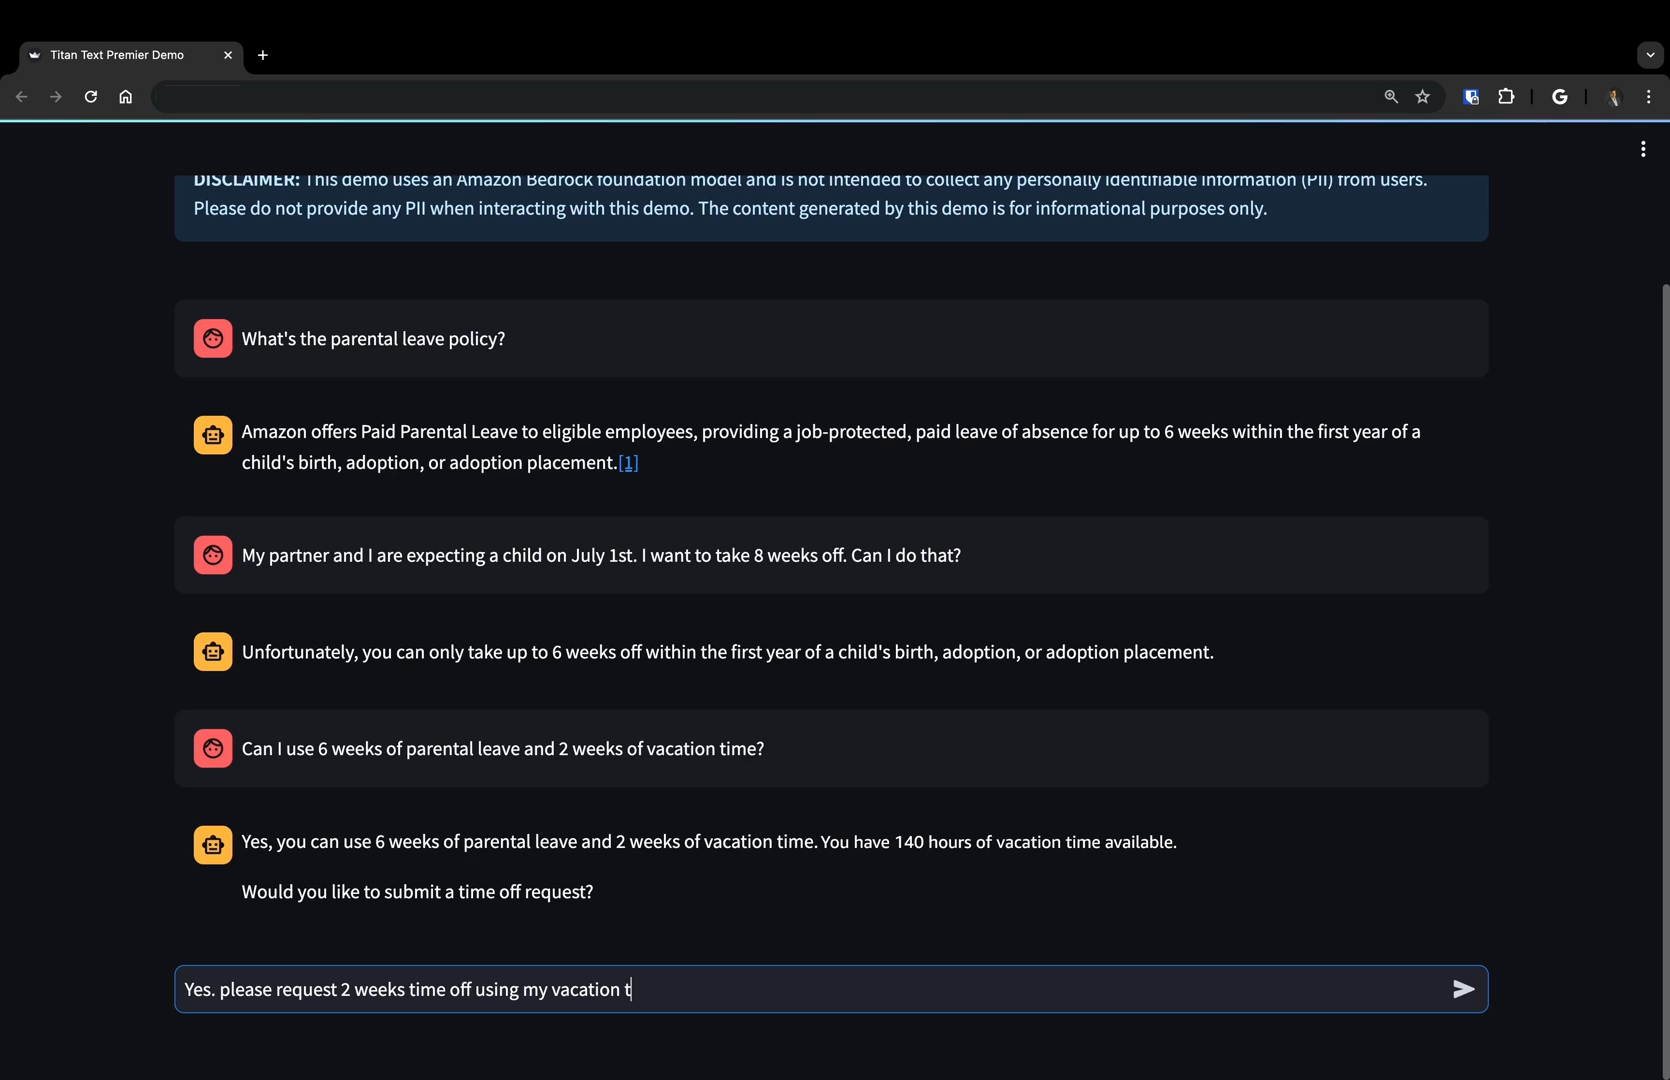 Titan Text Premier Demo
DISCLAIMER: This demo uses an Amazon Bedrock foundation model and is not intended to collect any personally identifiable information (PII) from users.
Please do not provide any PII when interacting with this demo. The content generated by this demo is for informational purposes only.
What's the parental leave policy?
Amazon offers Paid Parental Leave to eligible employees, providing a job-protected, paid leave of absence for up to 6 weeks within the first year of a
child's birth, adoption, or adoption placement.[1]
My partner and I are expecting a child on July 1st. I want to take 8 weeks off. Can I do that?
Unfortunately, you can only take up to 6 weeks off within the first year of a child's birth, adoption, or adoption placement.
Can I use 6 weeks of parental leave and 2 weeks of vacation time?
Yes, you can use 6 weeks of parental leave and 2 weeks of vacation time. You have 140 hours of vacation time available.
Would you like to submit a time off request?
Yes. please request 2 weeks time off using my vacation t